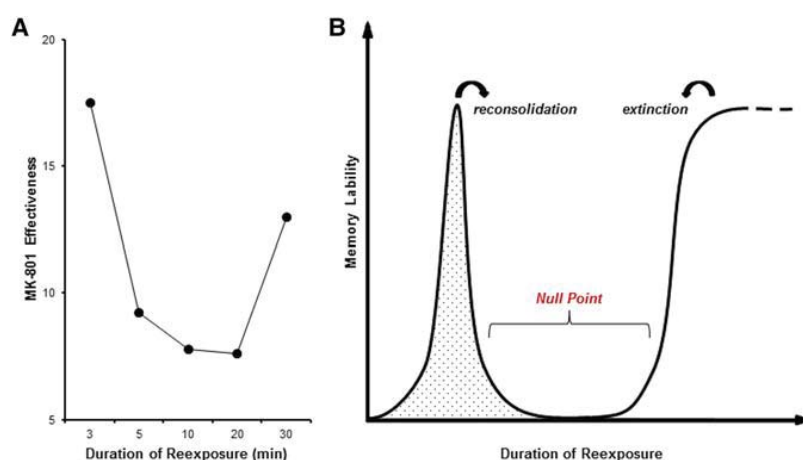 A
20
15
10
5
MK-801 Effectiveness
3 5 10 20 30
Duration of Reexposure (min)
B
Memory Lability
reconsolidation
extinction
Null Point
Duration of Reexposure